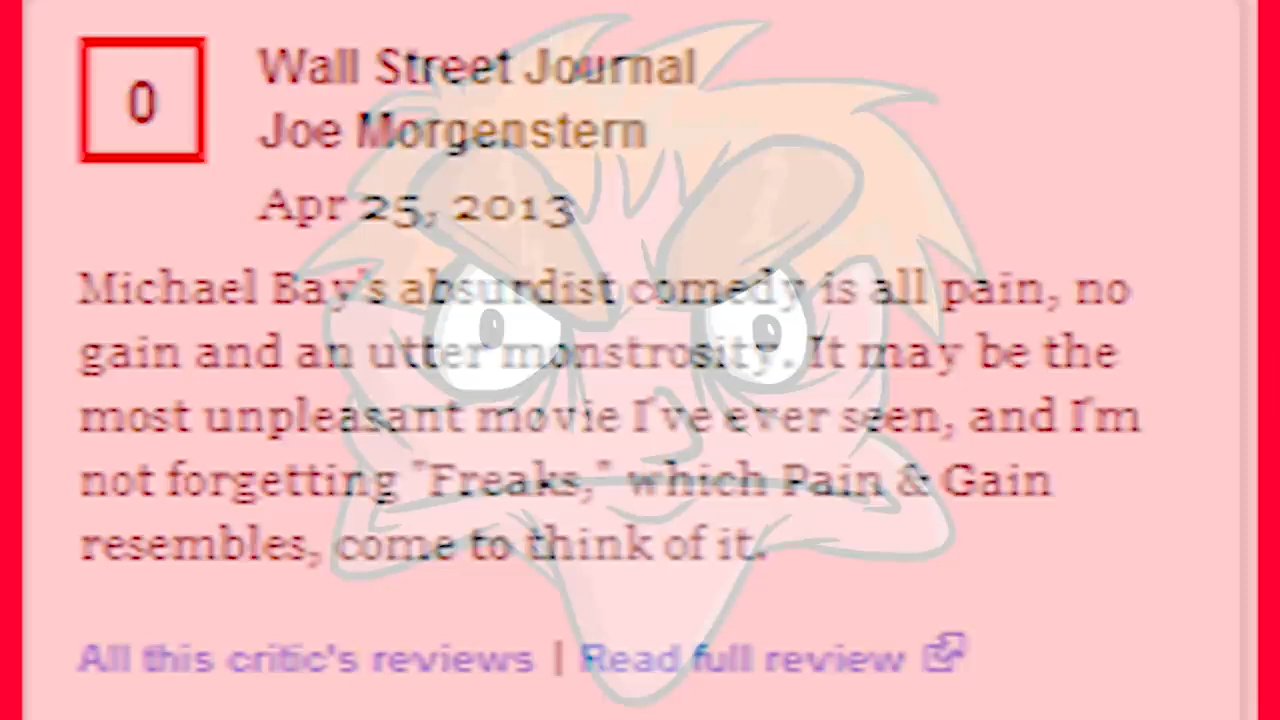 0
Wall Street Journal
Joe Morgenstern
Apr 25, 2013
Michael Bay's absurdist comedy is all pain, no
gain and an utter monstrosity. It may be the
most unpleasant movie I've ever seen, and I'm
not forgetting "Freaks," which Pain & Gain
resembles, come to think of it.
All this critic's reviews | Read full review